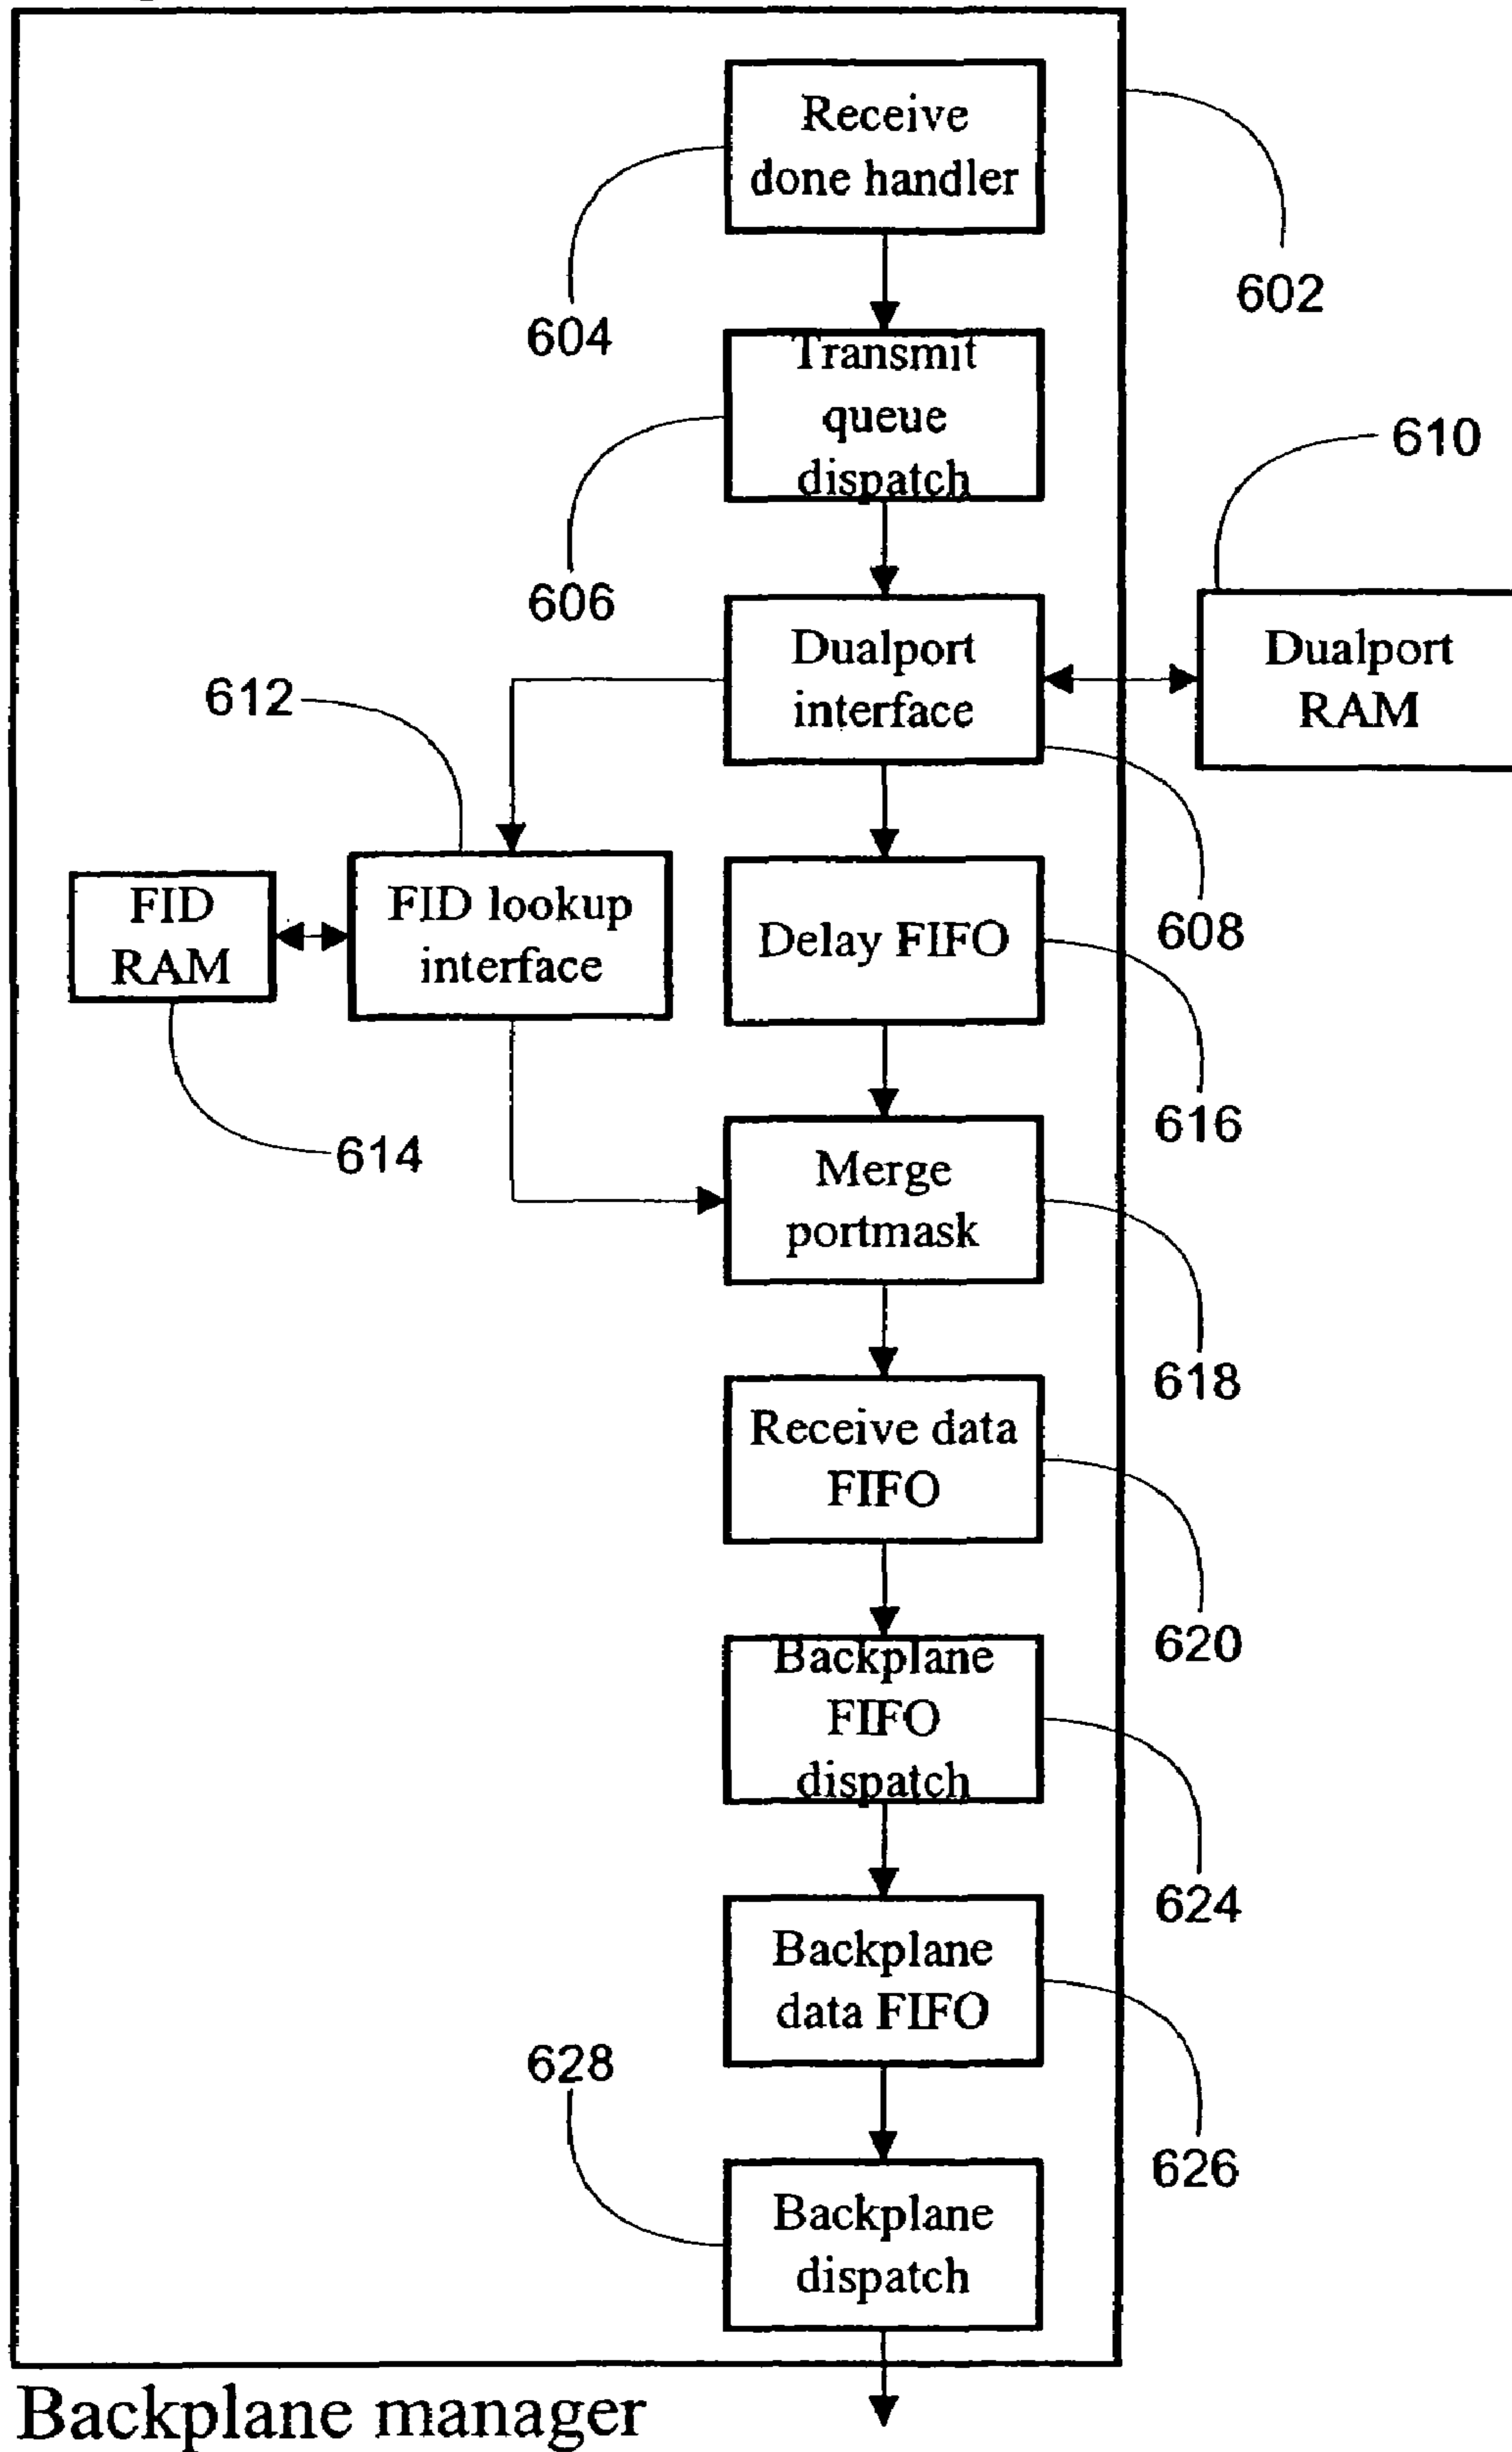 Receive
done handler
602
604
Transmit
queue
dispatch
610
606
Dualport
interface
Dualport
RAM
612
FID
RAM
FID lookup
interface
Delay FIFO
608
616
614
Merge
portmask
618
Receive data
FIFO
620
Backplane
FIFO
dispatch
624
Backplane
data FIFO
628
626
Backplane
dispatch
Backplane manager